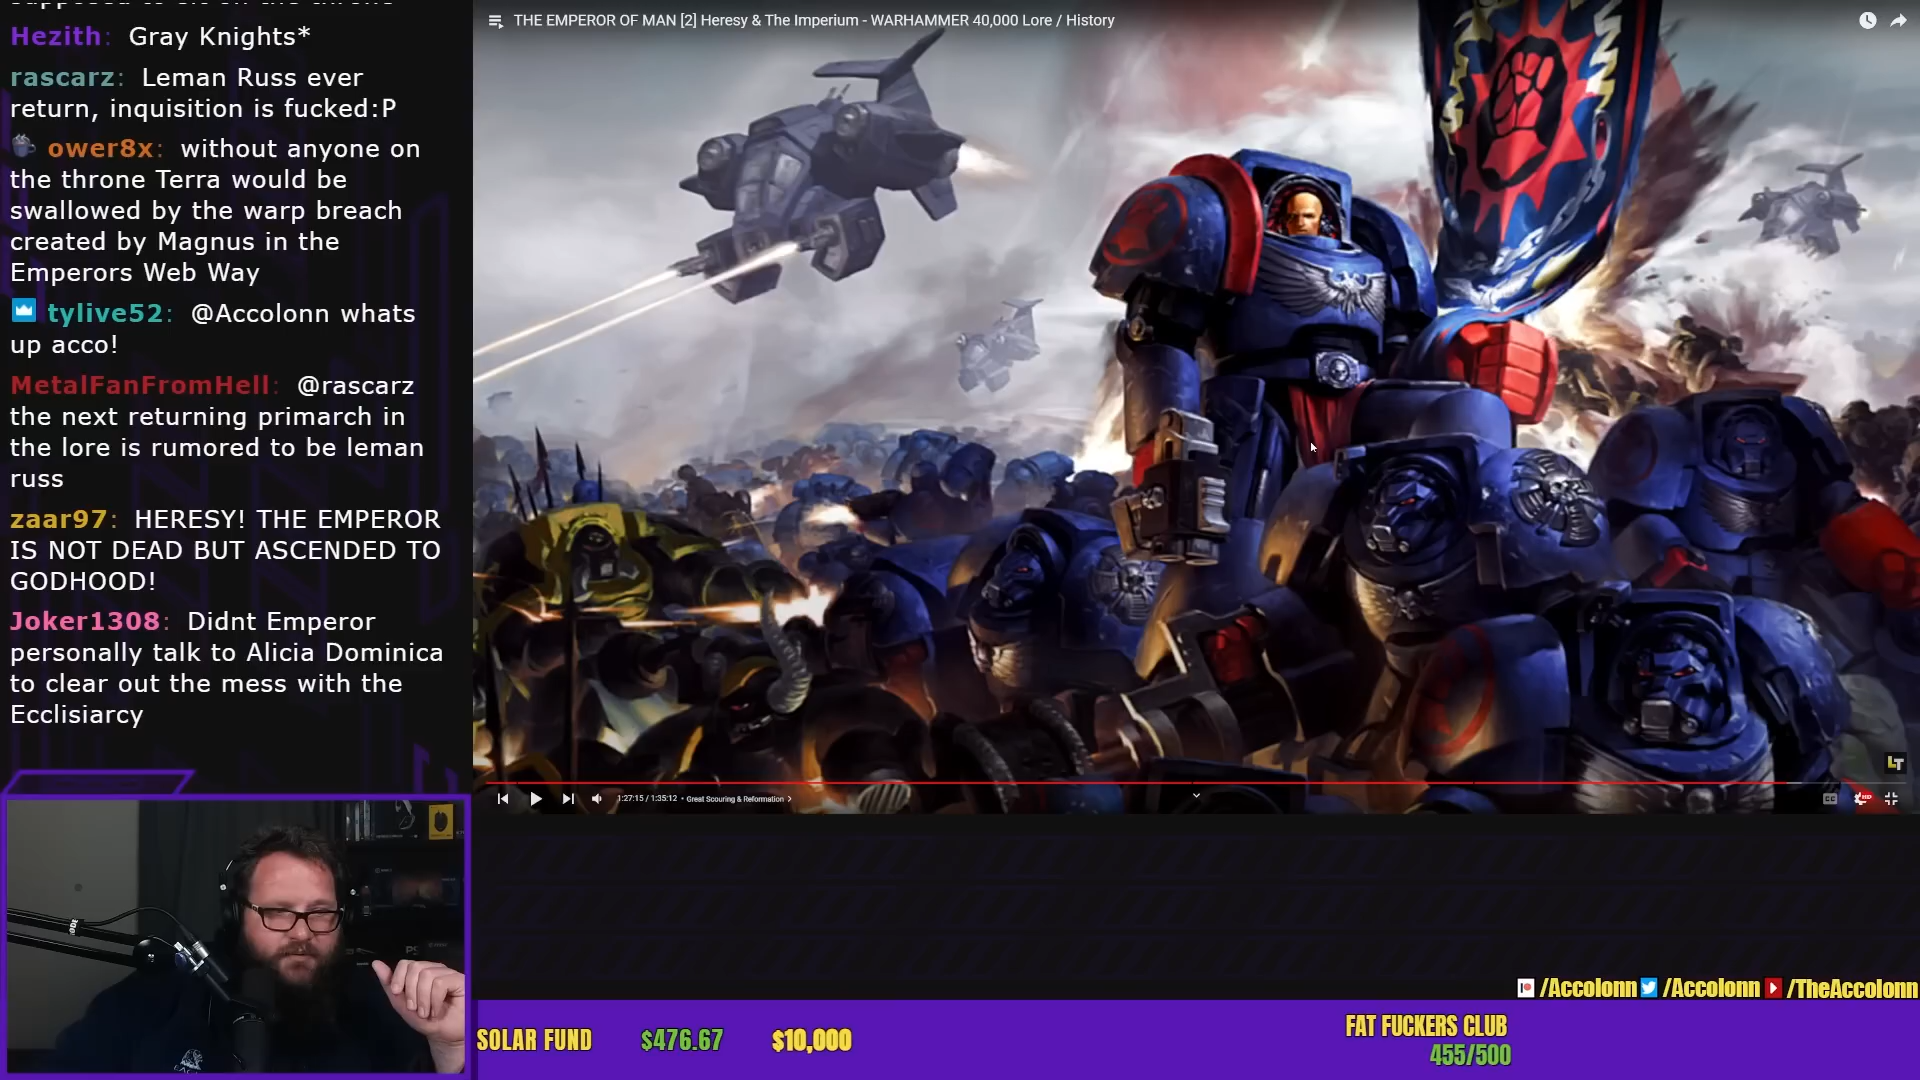 Hezith: Gray Knights*
rascarz: Leman Russ ever
return, inquisition is fucked:P
ower8x: without anyone on
the throne Terra would be
swallowed by the warp breach
created by Magnus in the
Emperors Web Way
tylive52: @Accolonn whats
up acco!
MetalFanFromHell: @rascarz
the next returning primarch in
the lore is rumored to be leman
russ
zaar97: HERESY! THE EMPEROR
IS NOT DEAD BUT ASCENDED TO
GODHOOD!
Joker1308: Didnt Emperor
personally talk to Alicia Dominica
to clear out the mess with the
Ecclisiarcy
THE EMPEROR OF MAN [2] Heresy & The Imperium - WARHAMMER 40,000 Lore / History
LT
1:27:15 / 1:35:12 • Great Scouring & Reformation >
CC
HD
/Accolonn /Accolonn /TheAccolonn
SOLAR FUND $476.67 $10,000
FAT FUCKERS CLUB
455/500